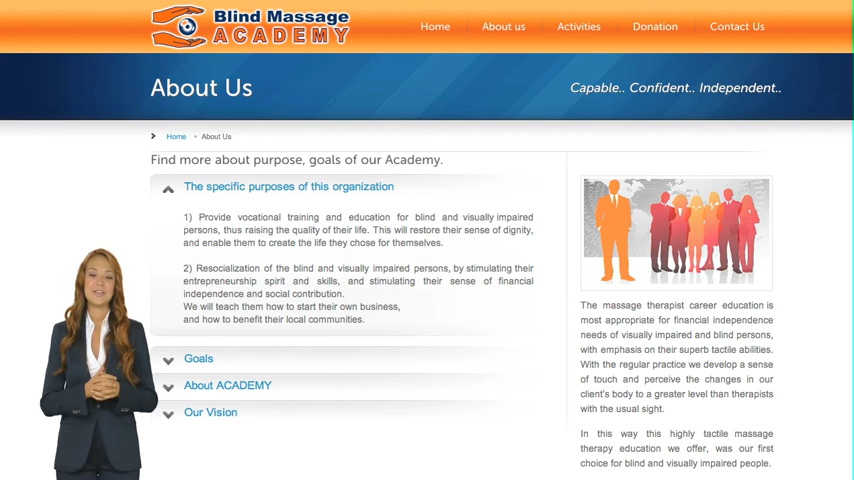 Blind Massage
ACADEMY
Home
About us
Activities
Donation
Contact Us
About Us
Capable.. Confident.. Independent..
Home
About Us
Find more about purpose, goals of our Academy.
The specific purposes of this organization
1) Provide vocational training and education for blind and visually impaired
persons, thus raising the quality of their life. This will restore their sense of dignity,
and enable them to create the life they chose for themselves.
2) Resocialization of the blind and visually impaired persons, by stimulating their
entrepreneurship spirit and skills, and stimulating their sense of financial
independence and social contribution.
We will teach them how to start their own business,
and how to benefit their local communities.
Goals
About ACADEMY
Our Vision
The massage therapist career education is
most appropriate for financial independence
needs of visually impaired and blind persons,
with emphasis on their superb tactile abilities.
With the regular practice we develop a sense
of touch and perceive the changes in our
client's body to a greater level than therapists
with the usual sight.
In this way this highly tactile massage
therapy education we offer, was our first
choice for blind and visually impaired people.